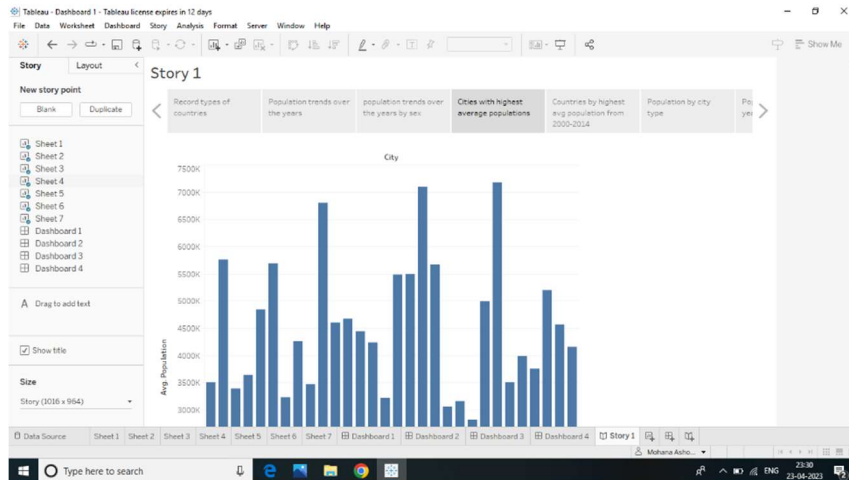 Tableau - Dashboard 1 - Tableau license expires in 12 days
File Data Worksheet Dashboard Story Analysis Format Server Window Help
Show Me
Story Layout
New story point
Blank Duplicate
Sheet 1
Sheet 2
Sheet 3
Sheet 4
Sheet 5
Sheet 6
Sheet 7
Dashboard 1
Dashboard 2
Dashboard 3
Dashboard 4
A Drag to add text
Show title
Size
Story (1016 x 964)
Story 1
Record types of
countries
Population trends over
the years
population trends over
the years by sex
Cities with highest
average populations
Countries by highest
avg population from
2000-2014
Population by city
type
City
7500K
7000K
6500K
6000K
5500K
5000K
4500K
4000K
3500K
3000K
Avg. Population
Data Source Sheet 1 Sheet 2 Sheet 3 Sheet 4 Sheet 5 Sheet 6 Sheet 7 Dashboard 1 Dashboard 2 Dashboard 3 Dashboard 4 Story 1
Mohana Asho...
Type here to search
ENG
23:30
23-04-2023